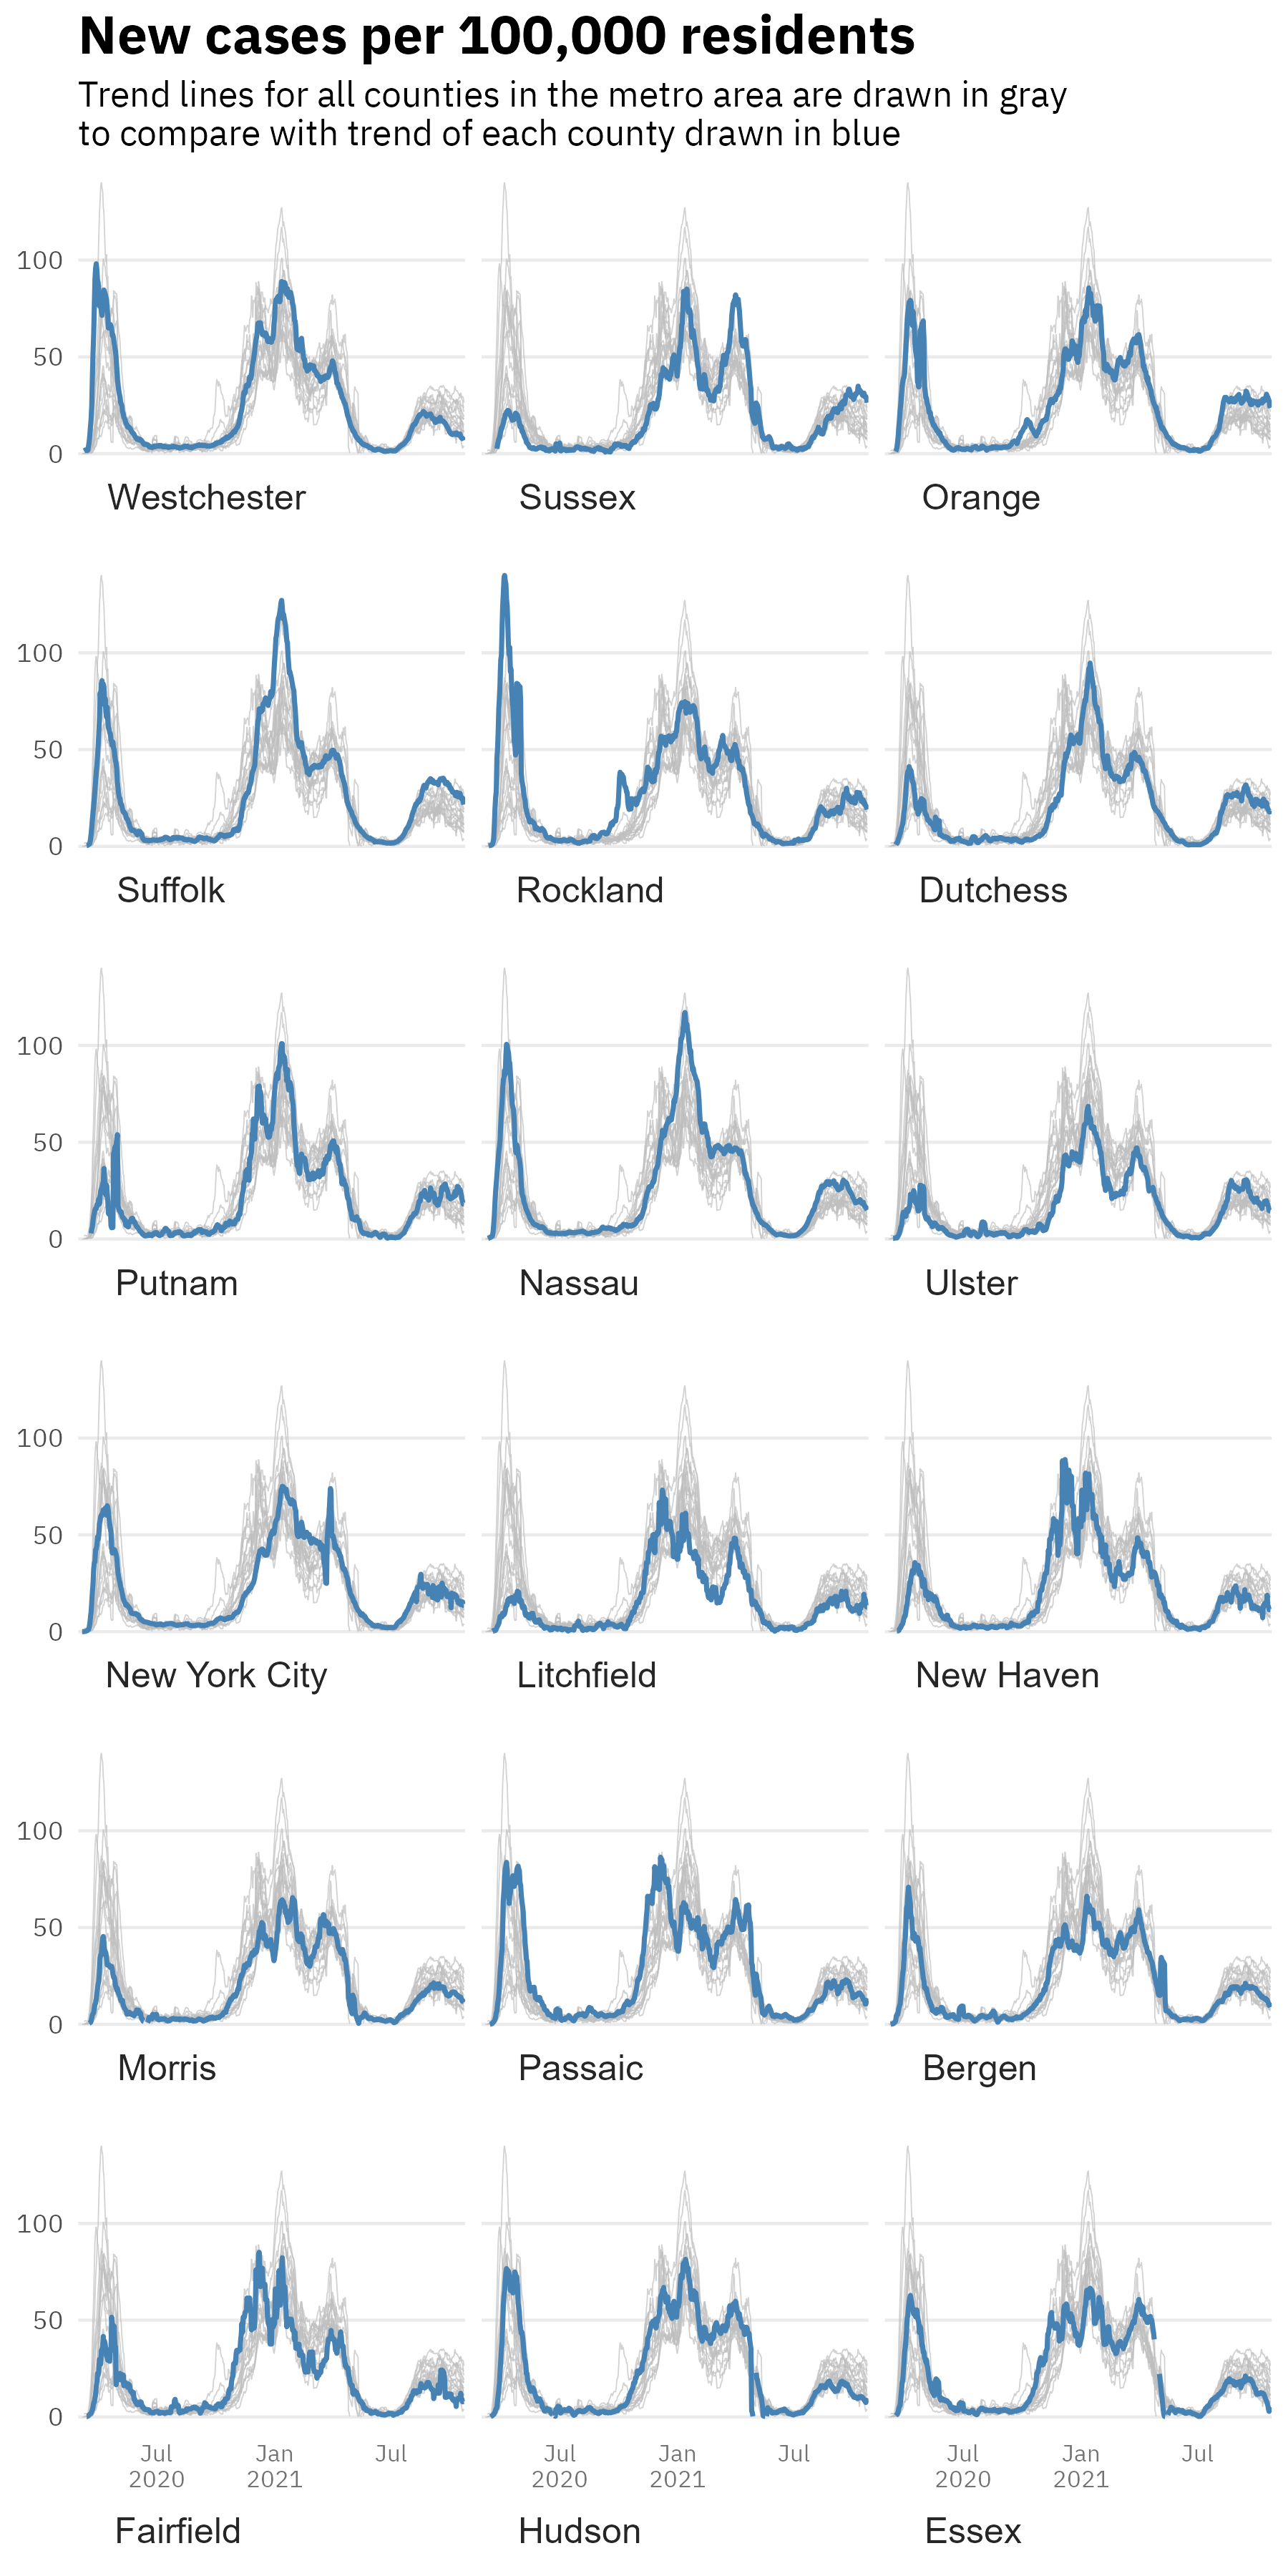 New cases per 100,000 residents
Trend lines for all counties in the metro area are drawn in gray
to compare with trend of each county drawn in blue
100
50
0
Westchester
Sussex
Orange
100
50
0
Suffolk
Rockland
Dutchess
100
50
0
Putnam
Nassau
Ulster
100
50
0
New York City
Litchfield
New Haven
100
50
0
Morris
Passaic
Bergen
100
50
0
Jul
2020
Jan
2021
Jul
Jul
2020
Jan
2021
Jul
Jul
2020
Jan
2021
Jul
Fairfield
Hudson
Essex